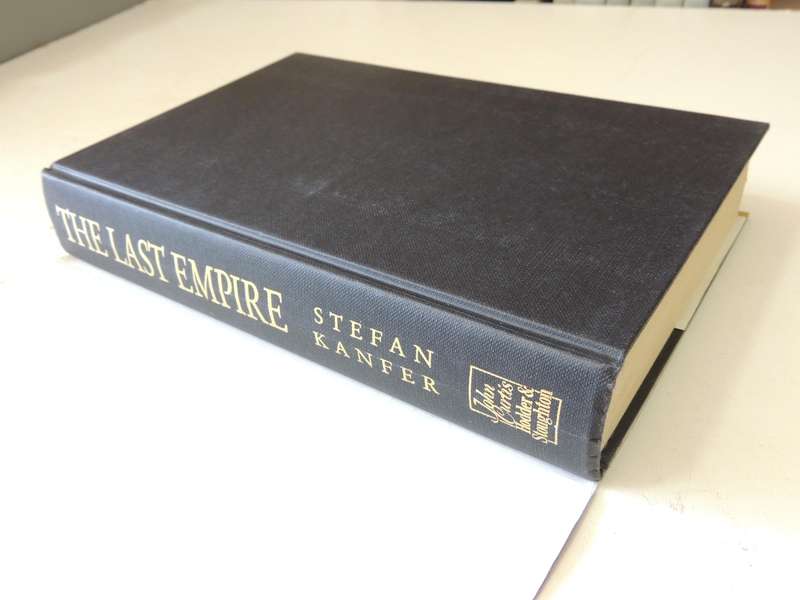 THE LAST EMPIRE
STEFAN
KANFER
John
Curtis
Hodder &
Stoughton